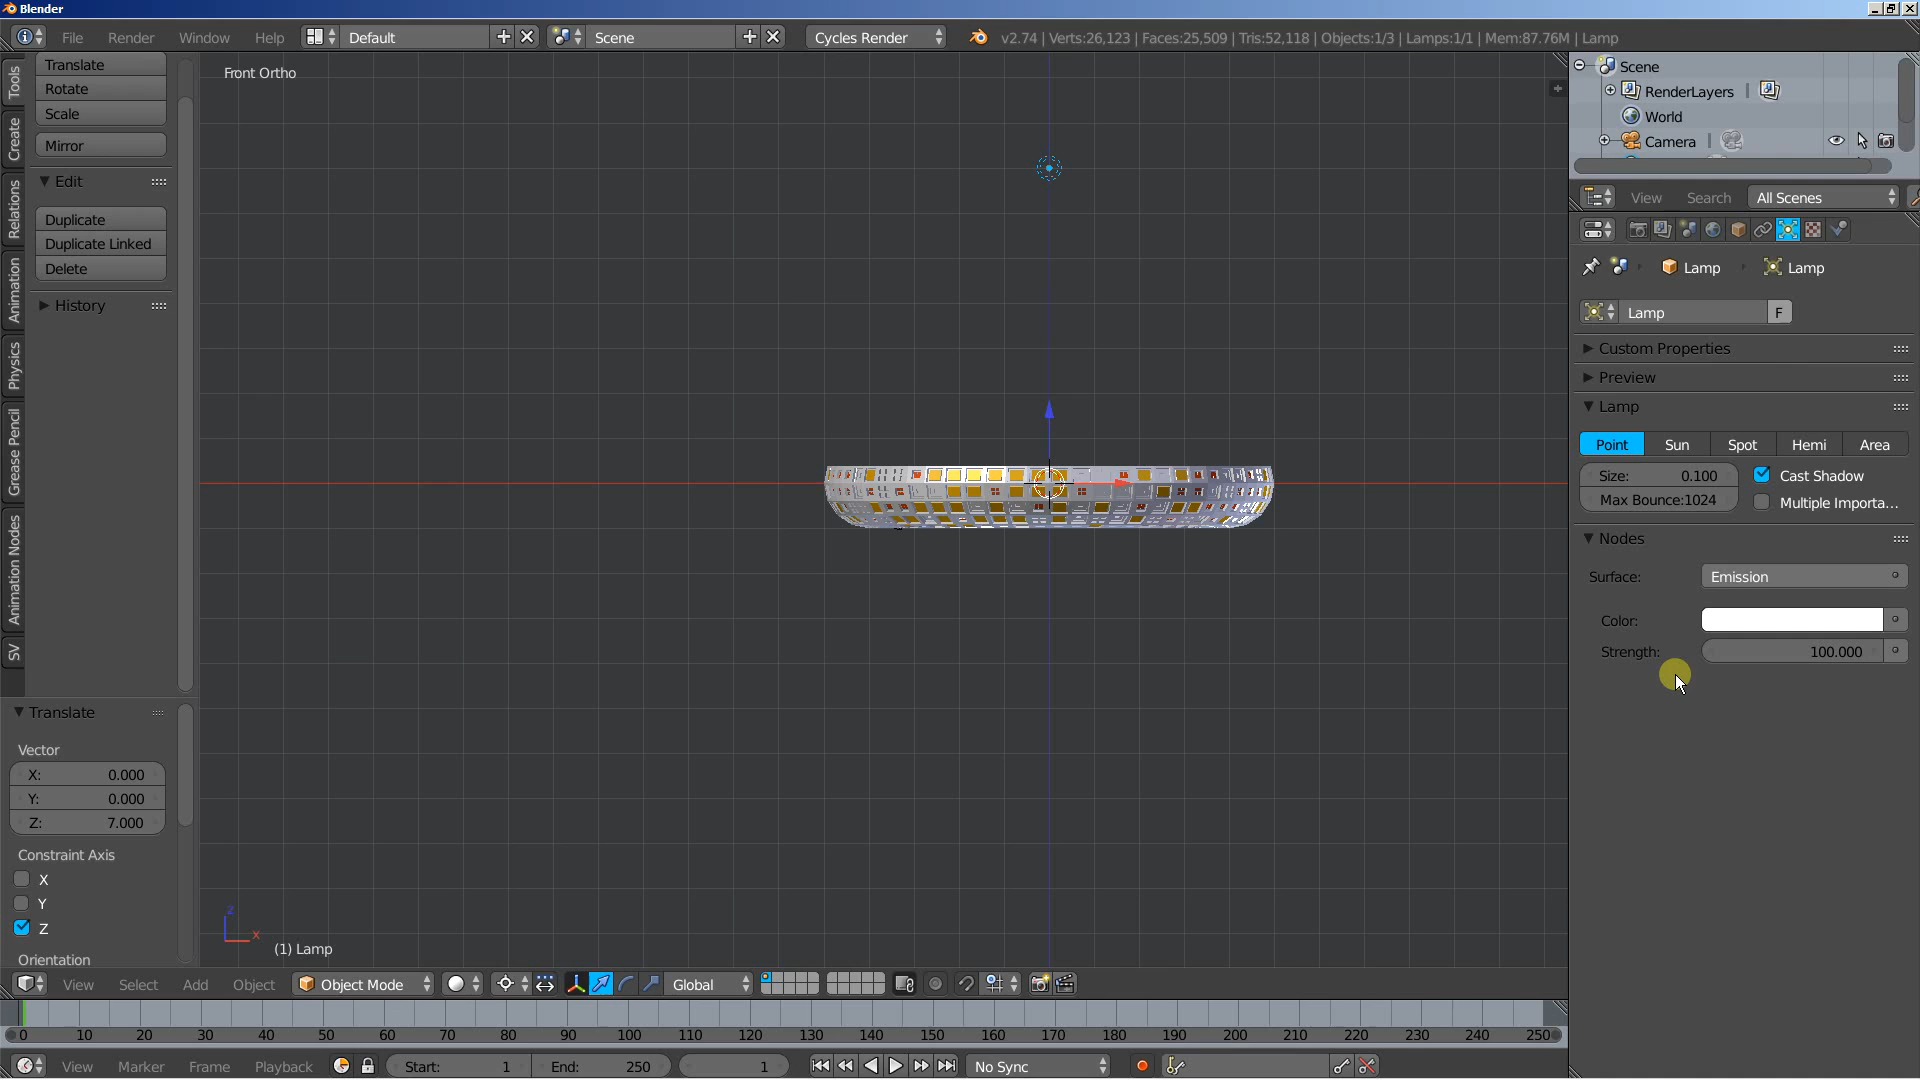 Blender
File Render Window Help Default Scene Cycles Render v2.74 | Verts:26,123 | Faces:25,509 | Tris:52,118 | Objects:1/3 | Lamps:1/1 | Mem:87.76M | Lamp
Tools
Create
Relations
Animation
Physics
Grease Pencil
Animation Nodes
SV
Translate
Rotate
Scale
Mirror
Edit
Duplicate
Duplicate Linked
Delete
History
Translate
Vector
X: 0.000
Y: 0.000
Z: 7.000
Constraint Axis
X
Y
Z
Orientation
Front Ortho
z
x
(1) Lamp
View Select Add Object Object Mode Global
0 10 20 30 40 50 60 70 80 90 100 110 120 130 140 150 160 170 180 190 200 210 220 230 240 250
View Marker Frame Playback Start: 1 End: 250 1 No Sync
Scene
RenderLayers |
World
Camera |
View Search All Scenes
Lamp Lamp
Lamp F
Custom Properties
Preview
Lamp
Point Sun Spot Hemi Area
Size: 0.100 Cast Shadow
Max Bounce:1024 Multiple Importa...
Nodes
Surface: Emission
Color:
Strength: 100.000